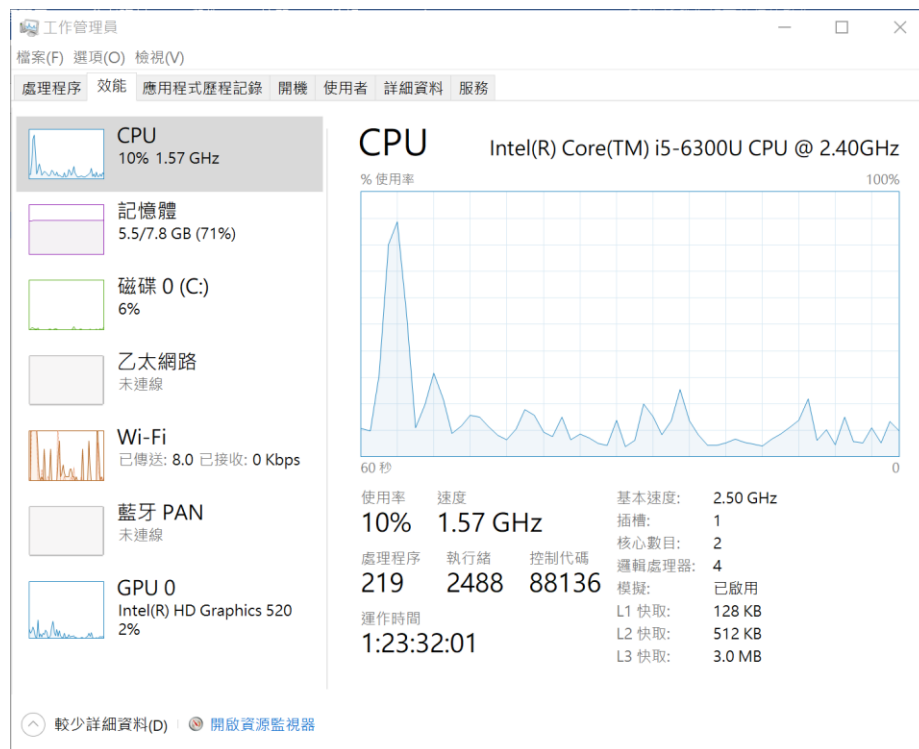 工作管理員
檔案(F) 選項(O) 檢視(V)
處理程序 效能 應用程式歷程記錄 開機 使用者 詳細資料 服務
CPU
10% 1.57 GHz
記憶體
5.5/7.8 GB (71%)
磁碟 0 (C:)
6%
乙太網路
未連線
Wi-Fi
已傳送: 8.0 已接收: 0 Kbps
藍牙 PAN
未連線
GPU 0
Intel(R) HD Graphics 520
2%
CPU Intel(R) Core(TM) i5-6300U CPU @ 2.40GHz
% 使用率 100%
60 秒 0
使用率 速度
10% 1.57 GHz
處理程序 執行緒 控制代碼
219 2488 88136
運作時間
1:23:32:01
基本速度: 2.50 GHz
插槽: 1
核心數目: 2
邏輯處理器: 4
模擬: 已啟用
L1 快取: 128 KB
L2 快取: 512 KB
L3 快取: 3.0 MB
較少詳細資料(D) 開啟資源監視器